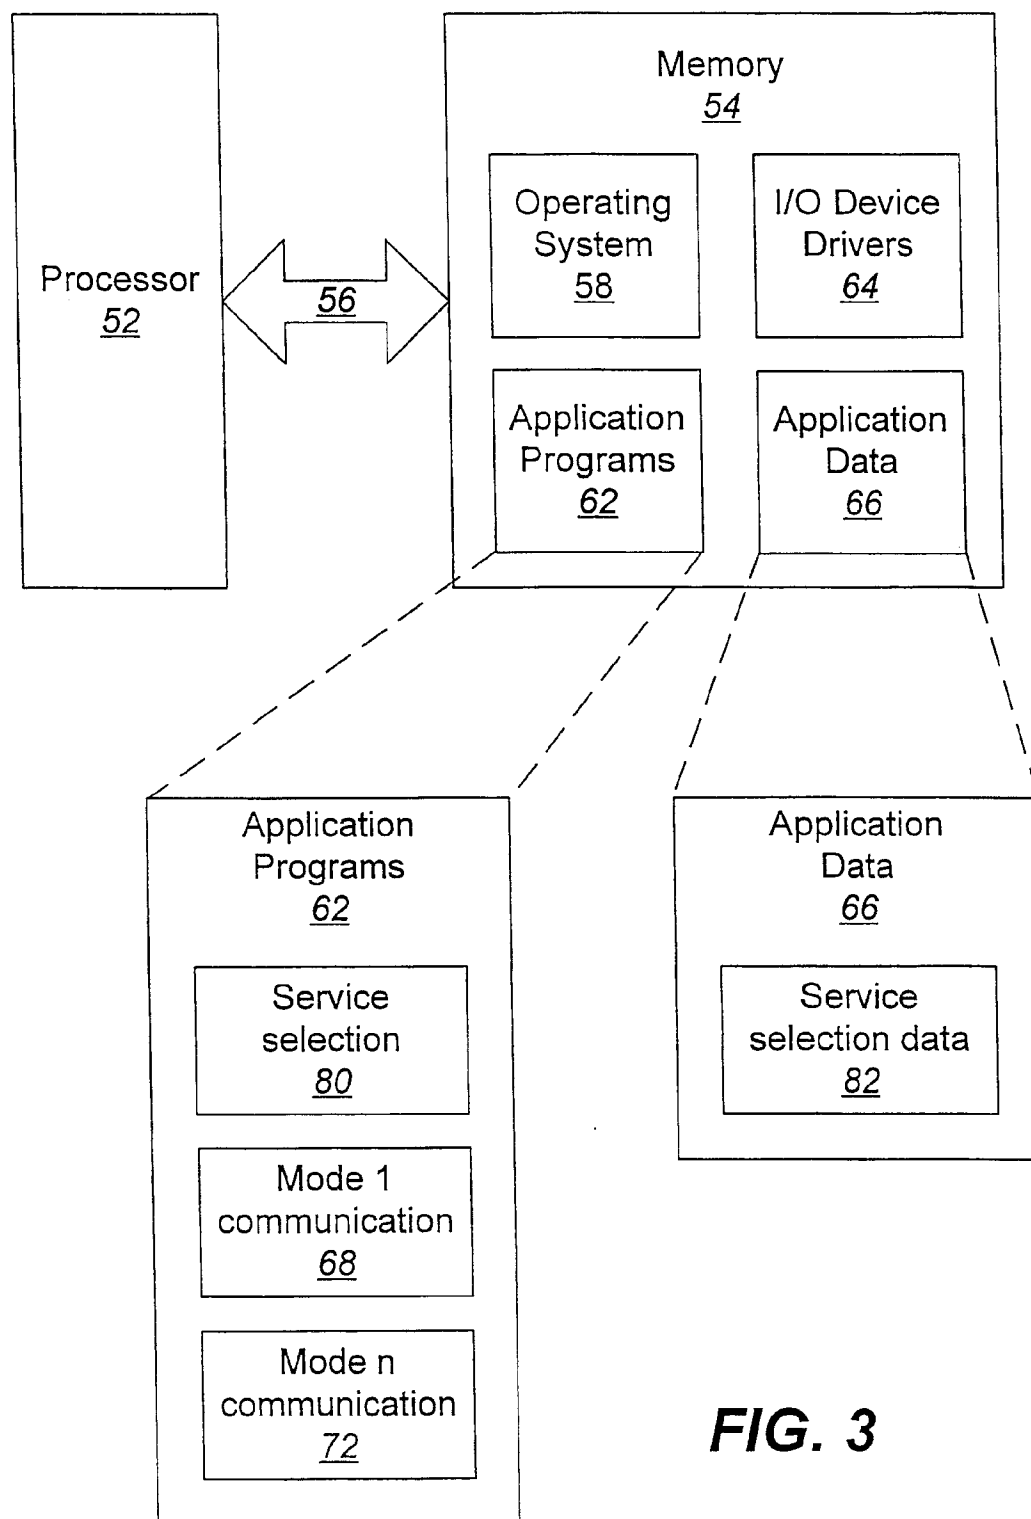 Memory
54
Processor
52
56
Operating
System
58
I/O Device
Drivers
64
Application
Programs
62
Application
Data
66
Application
Programs
62
Service
selection
80
Mode 1
communication
68
Mode n
communication
72
Application
Data
66
Service
selection data
82
FIG. 3